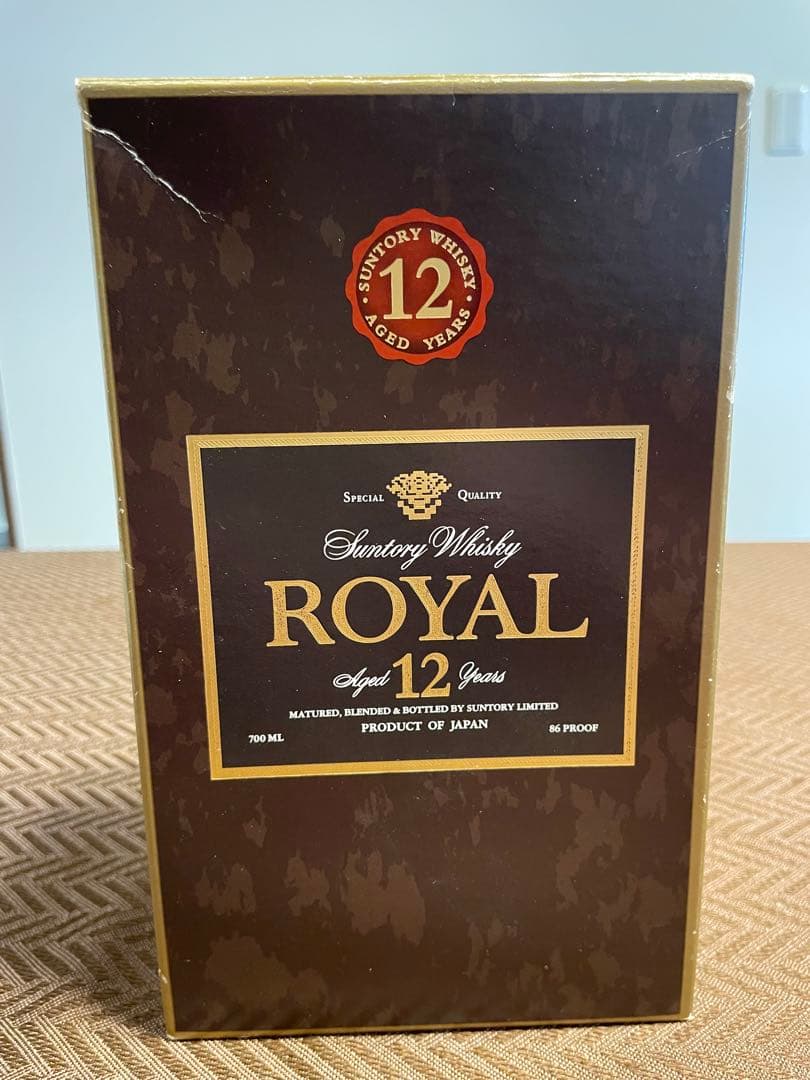 SUNTORY WHISKY
12
AGED YEARS
SPECIAL QUALITY
Suntory Whisky
ROYAL
Aged 12 Years
MATURED, BLENDED & BOTTLED BY SUNTORY LIMITED
700 ML PRODUCT OF JAPAN 86 PROOF